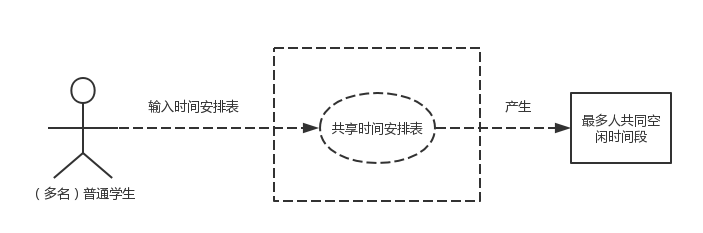 输入时间安排表
产生
共享时间安排表
最多人共同空
闲时间段
（多名）普通学生